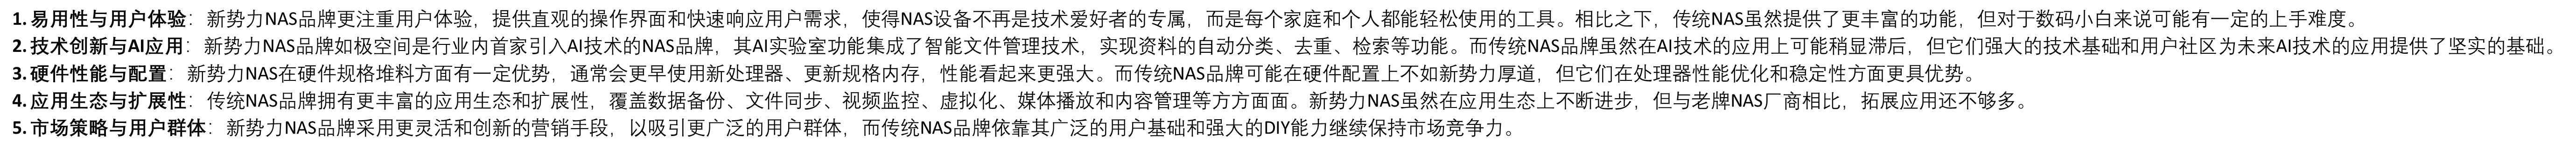 1. 易用性与用户体验：新势力NAS品牌更注重用户体验，提供直观的操作界面和快速响应用户需求，使得NAS设备不再是技术爱好者的专属，而是每个家庭和个人都能轻松使用的工具。相比之下，传统NAS虽然提供了更丰富的功能，但对于数码小白来说可能有一定的上手难度。
2. 技术创新与AI应用：新势力NAS品牌如极空间是行业内首家引入AI技术的NAS品牌，其AI实验室功能集成了智能文件管理技术，实现资料的自动分类、去重、检索等功能。而传统NAS品牌虽然在AI技术的应用上可能稍显滞后，但它们强大的技术基础和用户社区为未来AI技术的应用提供了坚实的基础。
3. 硬件性能与配置：新势力NAS在硬件规格堆料方面有一定优势，通常会更早使用新处理器、更新规格内存，性能看起来更强大。而传统NAS品牌可能在硬件配置上不如新势力厚道，但它们在处理器性能优化和稳定性方面更具优势。
4. 应用生态与扩展性：传统NAS品牌拥有更丰富的应用生态和扩展性，覆盖数据备份、文件同步、视频监控、虚拟化、媒体播放和内容管理等方方面面。新势力NAS虽然在应用生态上不断进步，但与老牌NAS厂商相比，拓展应用还不够多。
5. 市场策略与用户群体：新势力NAS品牌采用更灵活和创新的营销手段，以吸引更广泛的用户群体，而传统NAS品牌依靠其广泛的用户基础和强大的DIY能力继续保持市场竞争力。